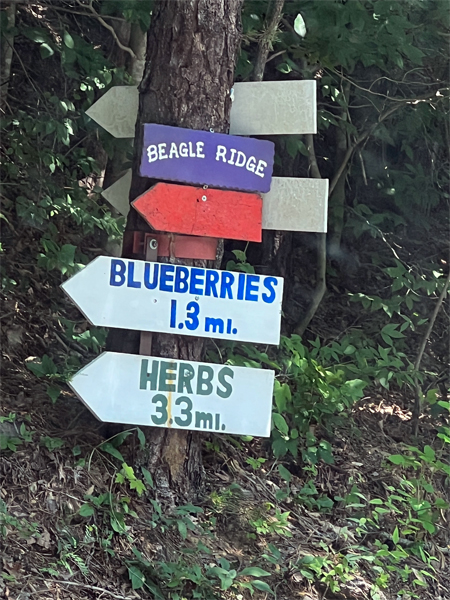 BEAGLE RIDGE
BLUEBERRIES
1.3 mi.
HERBS
3.3 mi.